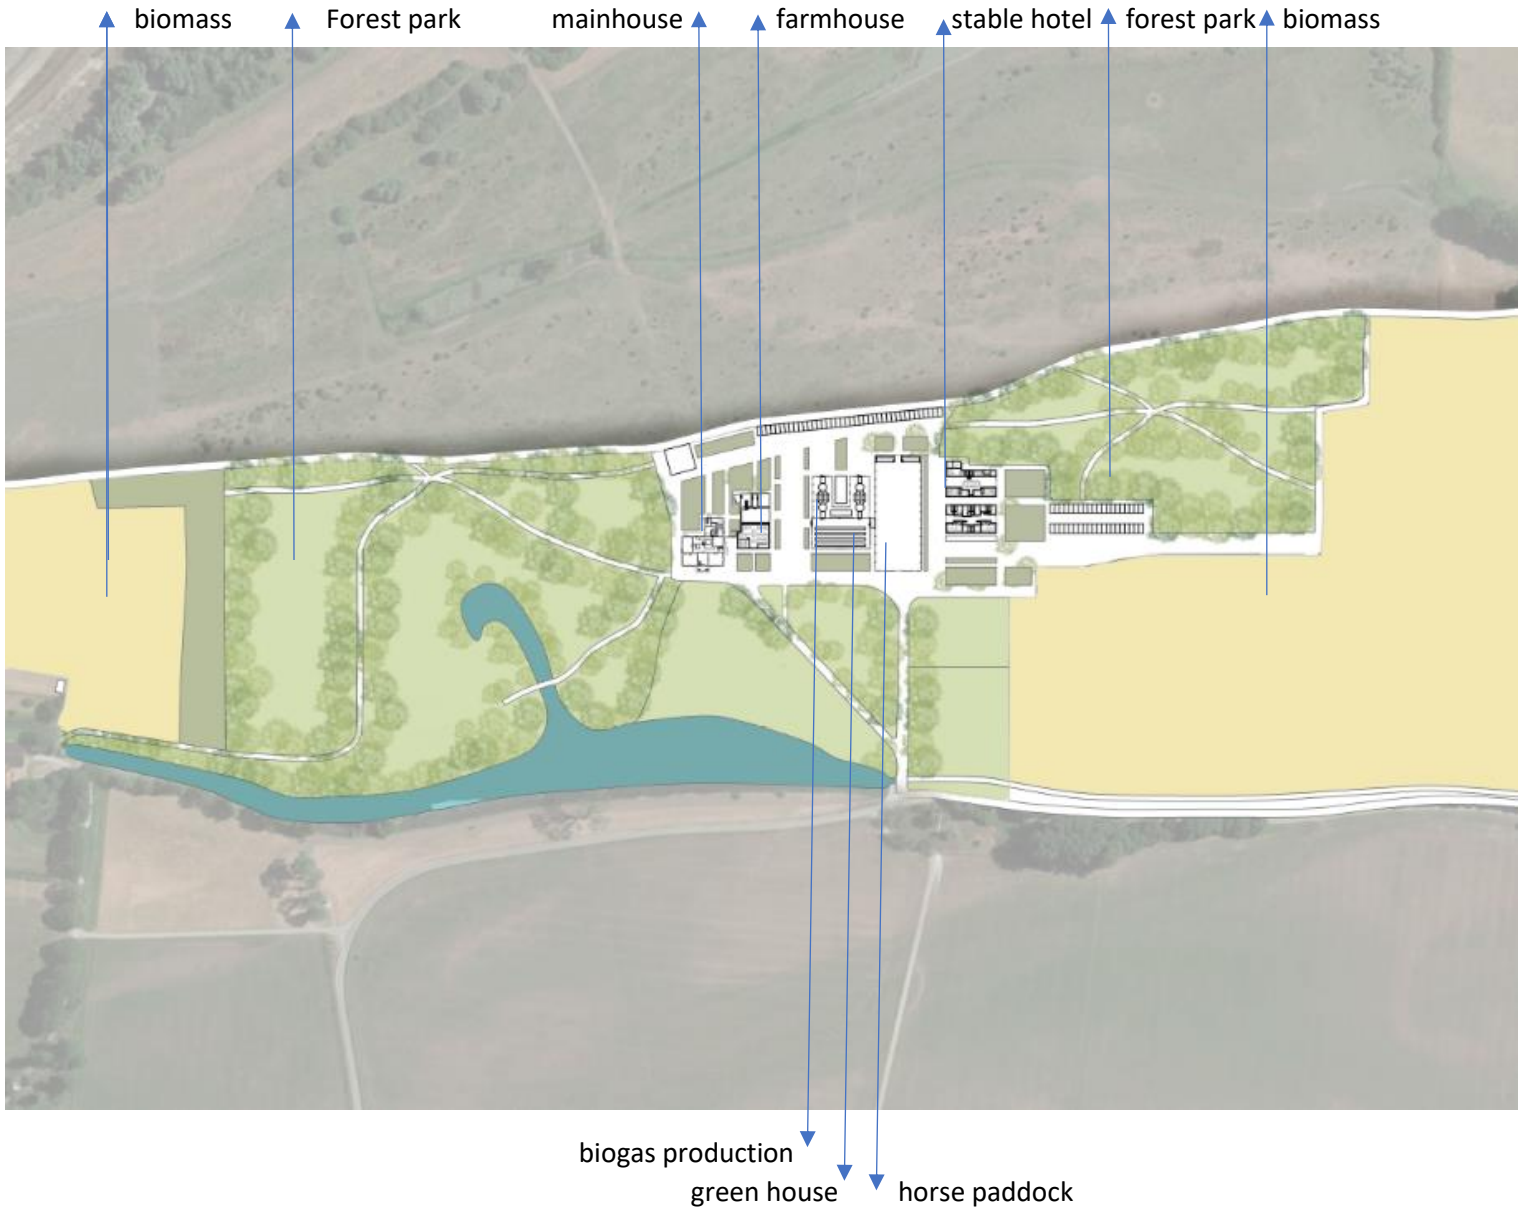 biomass Forest park mainhouse farmhouse stable hotel forest park biomass
biogas production
green house horse paddock